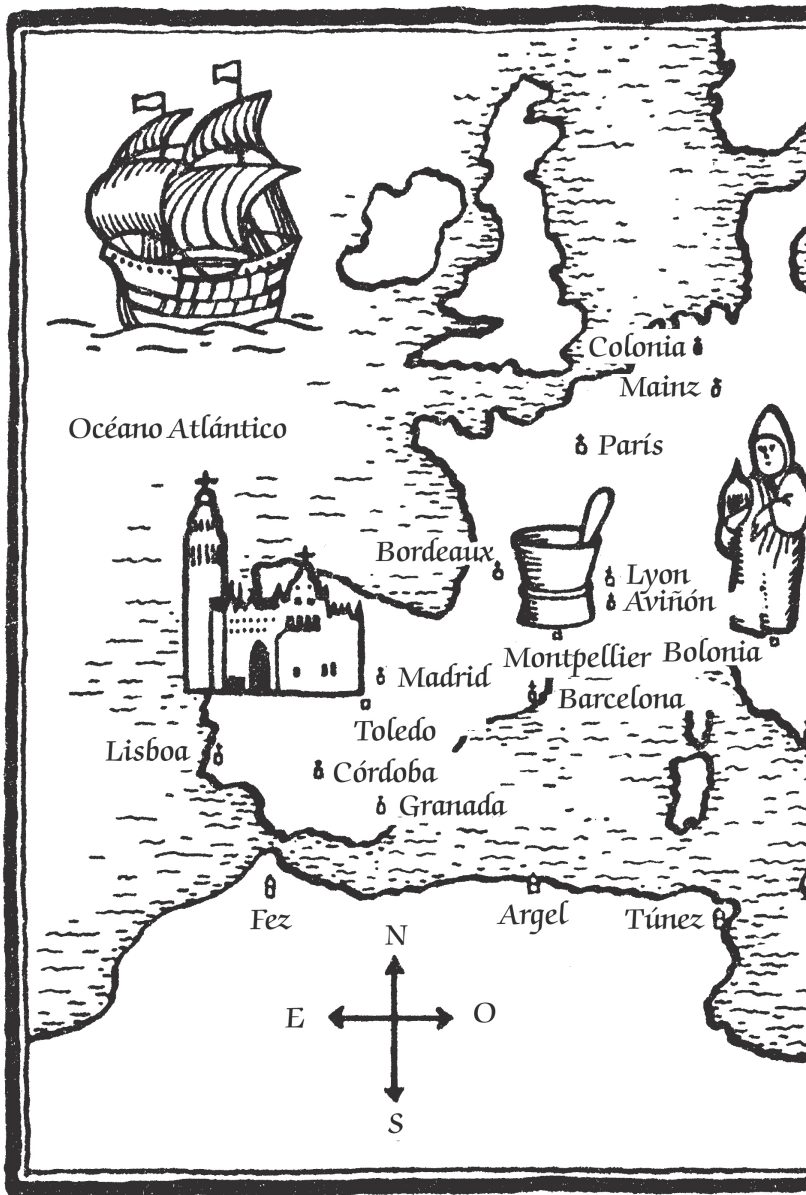 Colonia
Mainz
Océano Atlántico
París
Bordeaux
Lyon
Aviñón
Montpellier
Bolonia
Madrid
Barcelona
Toledo
Lisboa
Córdoba
Granada
Fez
Argel
Túnez
N
E
O
S